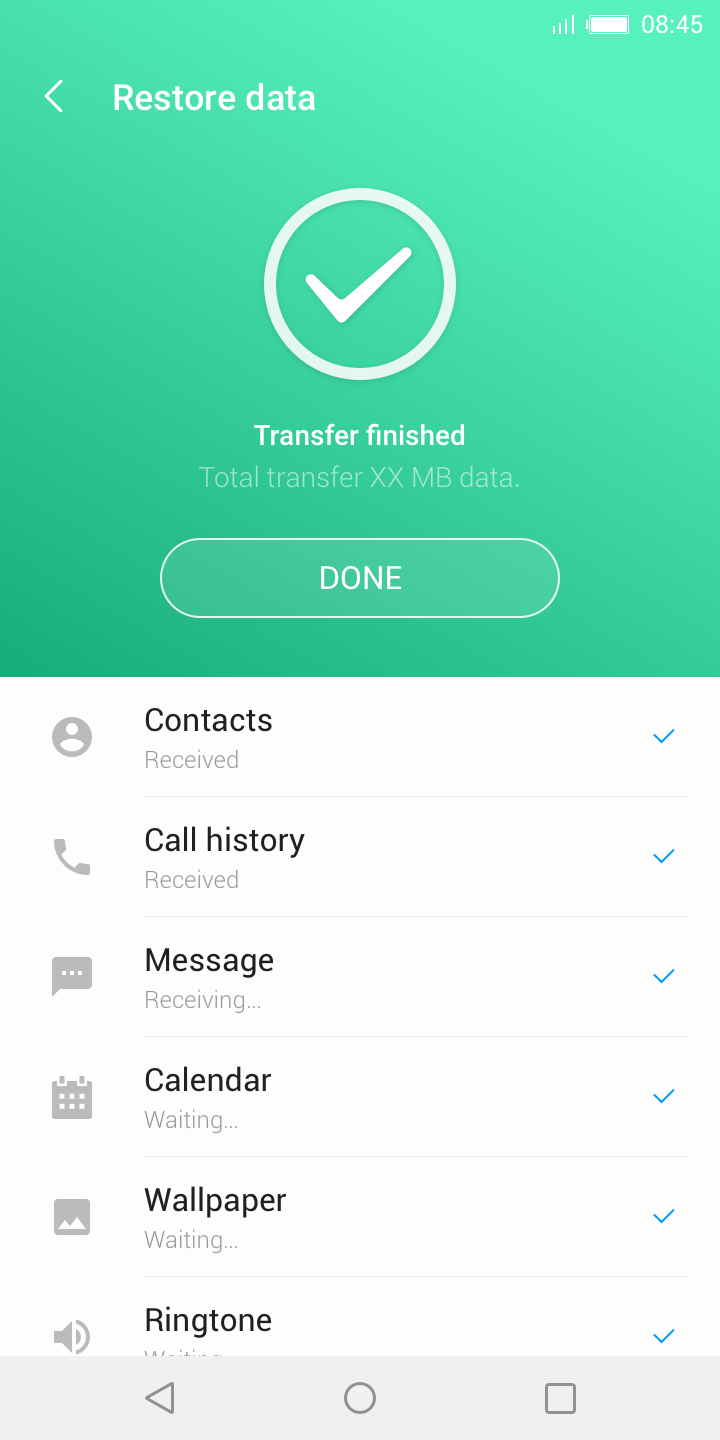 08:45
Restore data
Transfer finished
Total transfer XX MB data.
DONE
Contacts
Received
Call history
Received
Message
Receiving...
Calendar
Waiting...
Wallpaper
Waiting...
Ringtone
Waiting...